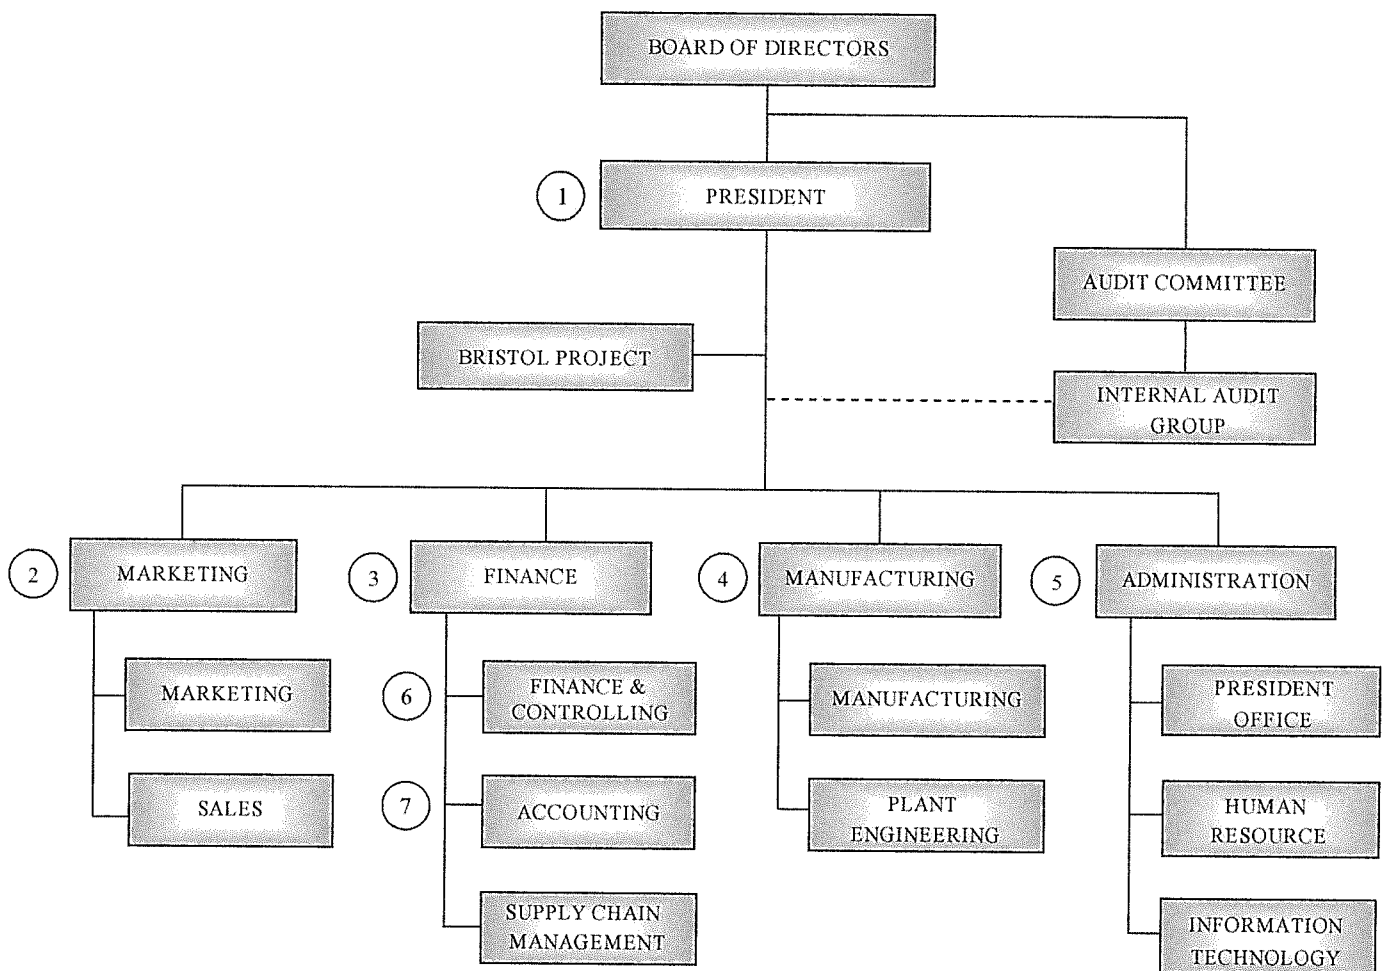 BOARD OF DIRECTORS
1
PRESIDENT
AUDIT COMMITTEE
BRISTOL PROJECT
INTERNAL AUDIT
GROUP
2
MARKETING
3
FINANCE
4
MANUFACTURING
5
ADMINISTRATION
MARKETING
6
FINANCE &
CONTROLLING
MANUFACTURING
PRESIDENT
OFFICE
SALES
7
ACCOUNTING
PLANT
ENGINEERING
HUMAN
RESOURCE
SUPPLY CHAIN
MANAGEMENT
INFORMATION
TECHNOLOGY